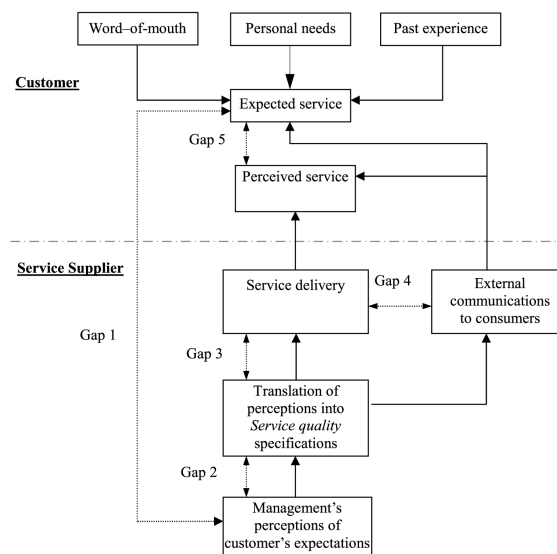 Word–of–mouth
Personal needs
Past experience
Customer
Expected service
Gap 5
Perceived service
Service Supplier
Service delivery
Gap 4
External
communications
to consumers
Gap 1
Gap 3
Translation of
perceptions into
Service quality
specifications
Gap 2
Management’s
perceptions of
customer’s expectations